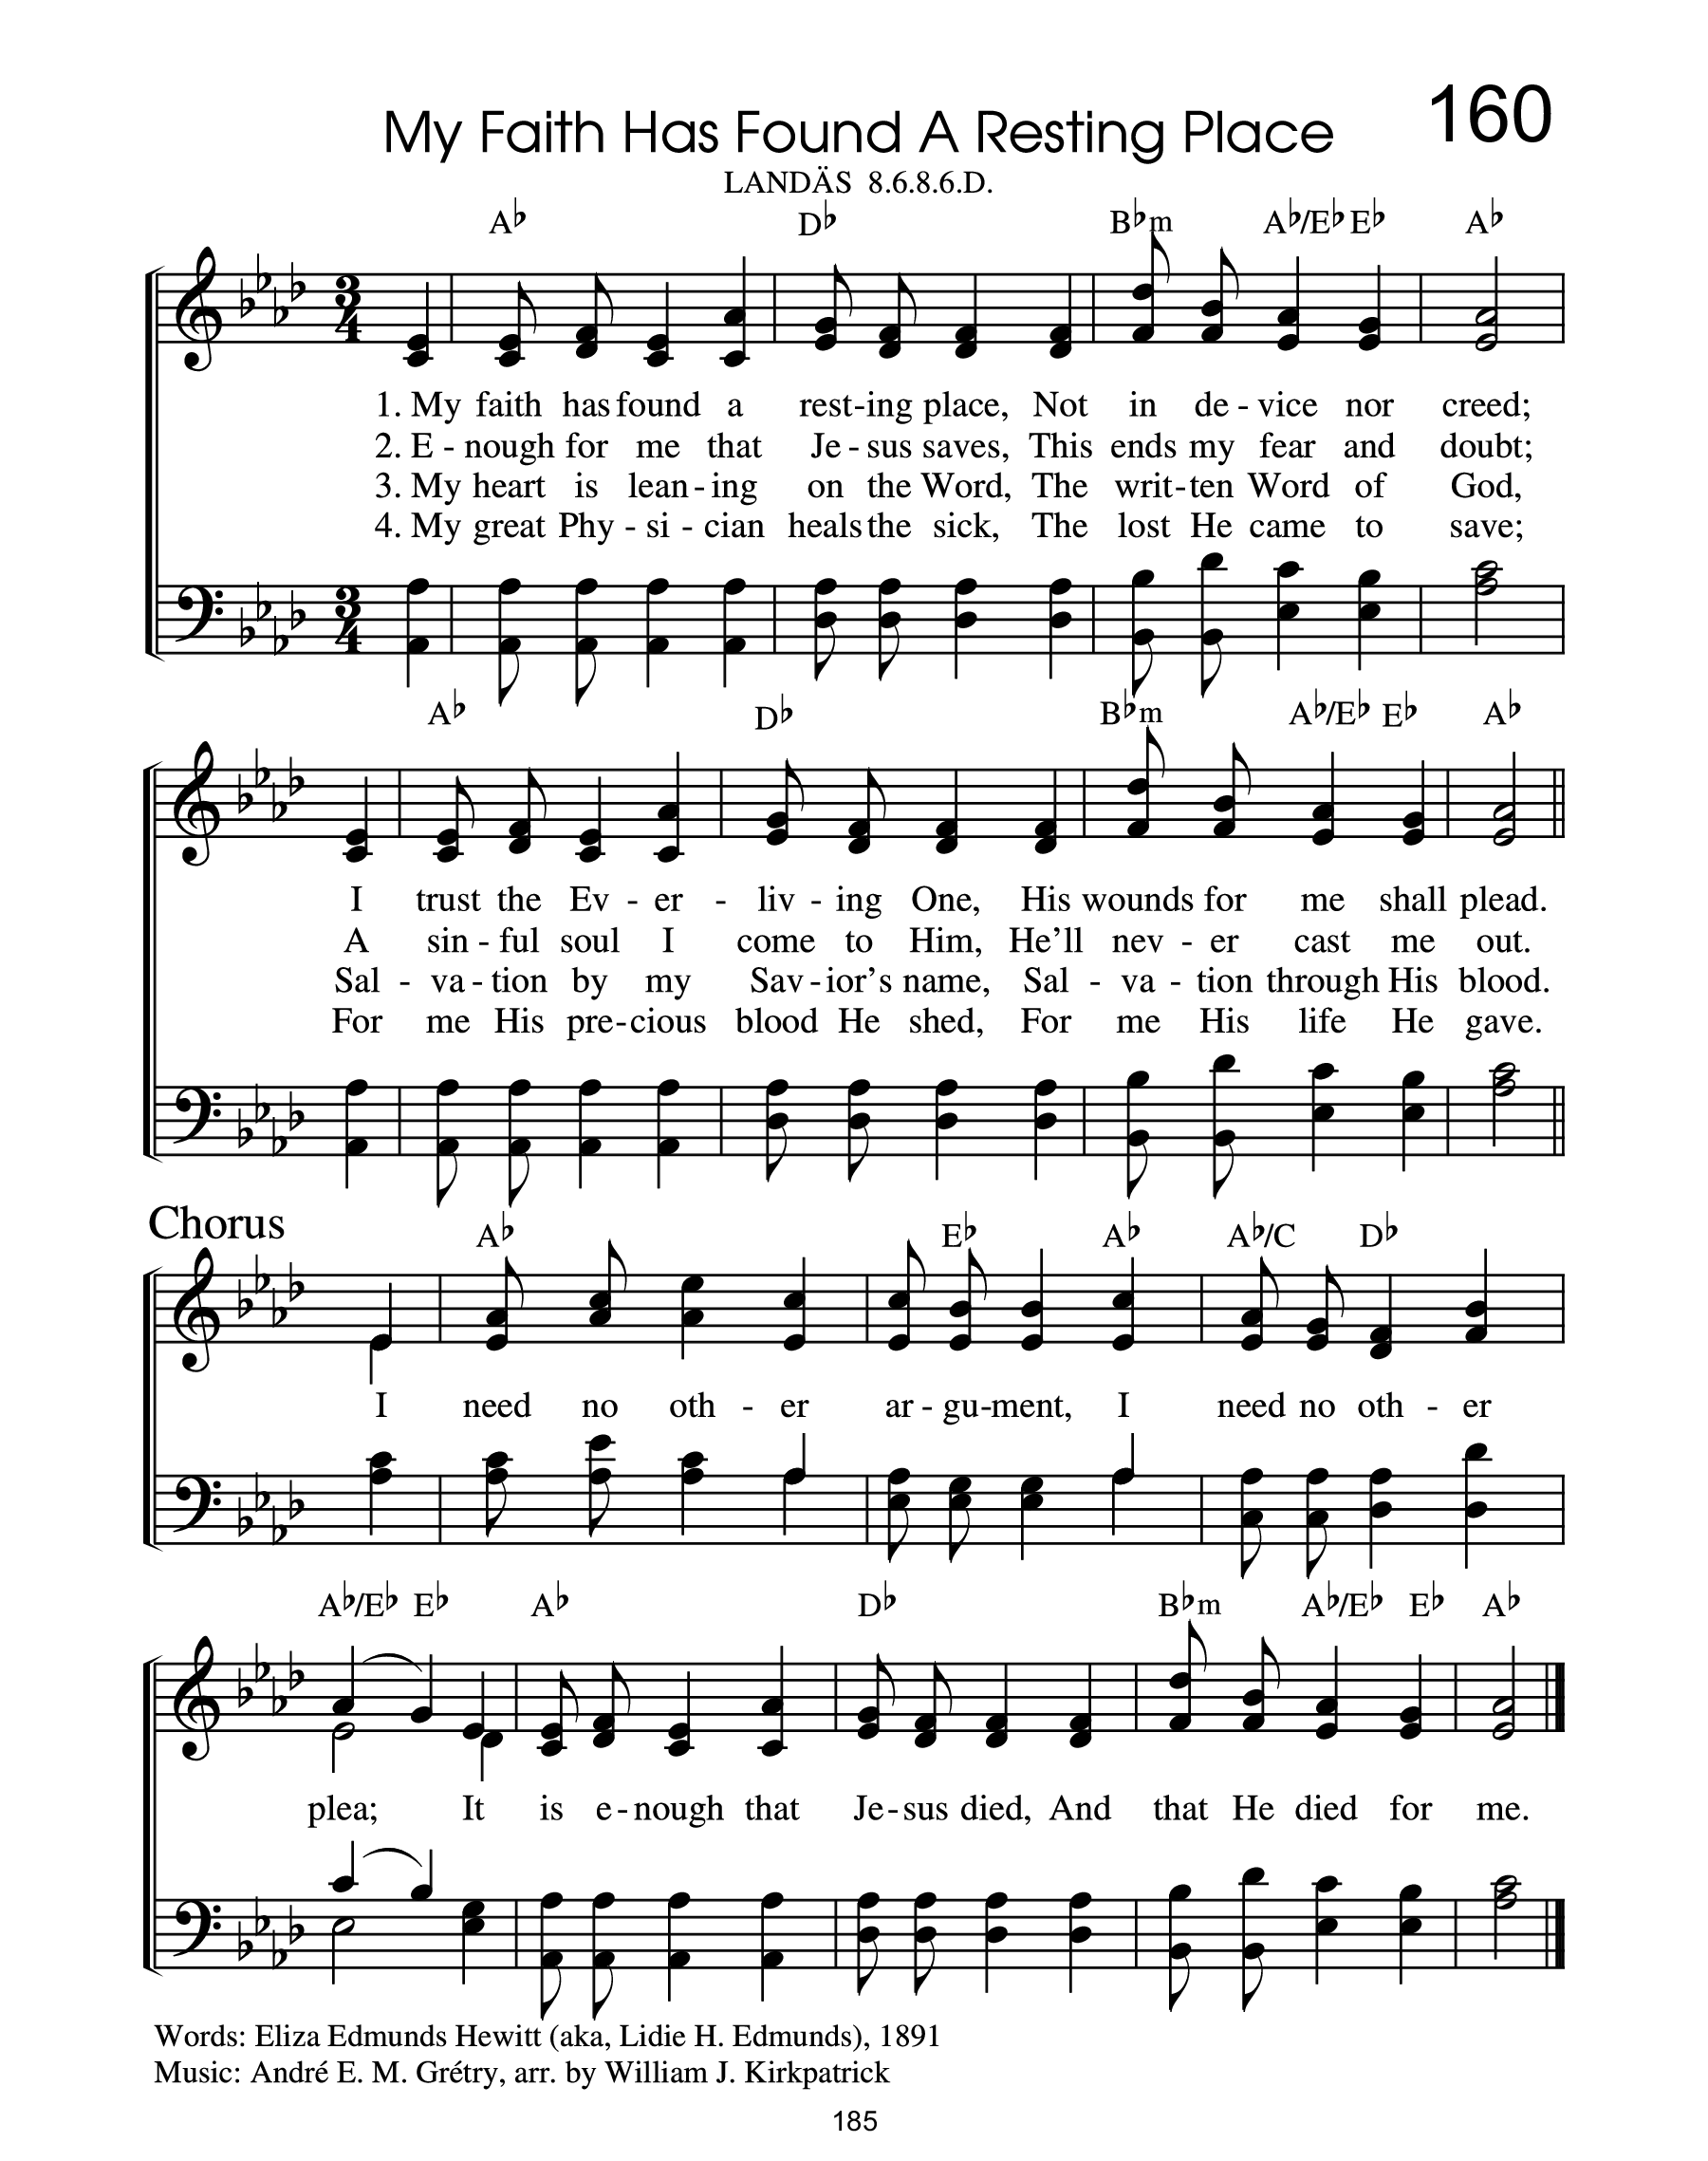 160
My Faith Has Found A Resting Place
LANDÄS 8.6.8.6.D.
A♭ D♭ B♭m A♭/E♭ E♭ A♭
3 4
1. My faith has found a rest - ing place, Not in de - vice nor creed;
2. E - nough for me that Je - sus saves, This ends my fear and doubt;
3. My heart is lean - ing on the Word, The writ - ten Word of God,
4. My great Phy - si - cian heals the sick, The lost He came to save;
3 4
A♭ D♭ B♭m A♭/E♭ E♭ A♭
I trust the Ev - er - liv - ing One, His wounds for me shall plead.
A sin - ful soul I come to Him, He’ll nev - er cast me out.
Sal - va - tion by my Sav - ior’s name, Sal - va - tion through His blood.
For me His pre - cious blood He shed, For me His life He gave.
Chorus
A♭ E♭ A♭ A♭/C D♭
I need no oth - er ar - gu - ment, I need no oth - er
A♭/E♭ E♭ A♭ D♭ B♭m A♭/E♭ E♭ A♭
plea; It is e - nough that Je - sus died, And that He died for me.
Words: Eliza Edmunds Hewitt (aka, Lidie H. Edmunds), 1891
Music: André E. M. Grétry, arr. by William J. Kirkpatrick
185